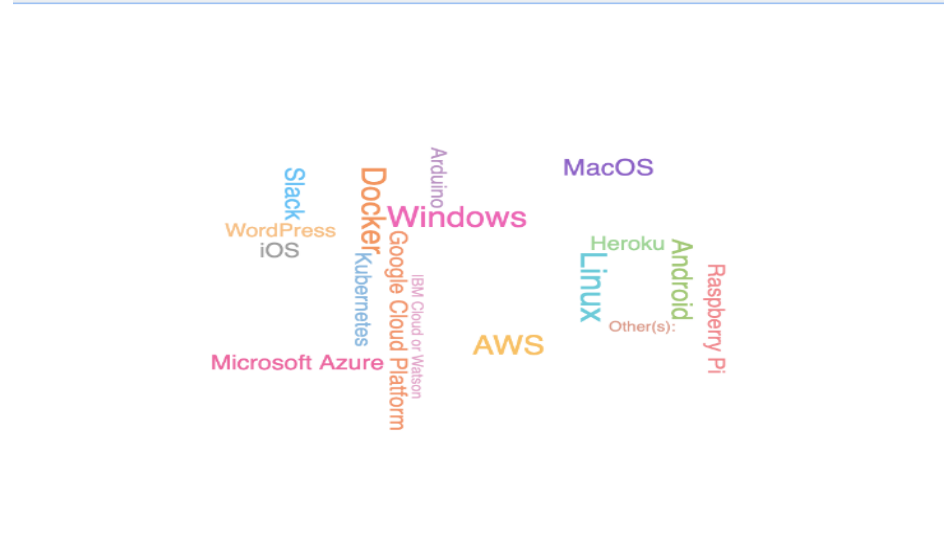 Arduino
MacOS
Slack
Docker
Windows
WordPress
Google Cloud Platform
Heroku
Android
iOS
Kubernetes
Linux
Raspberry Pi
IBM Cloud or Watson
Other(s):
AWS
Microsoft Azure